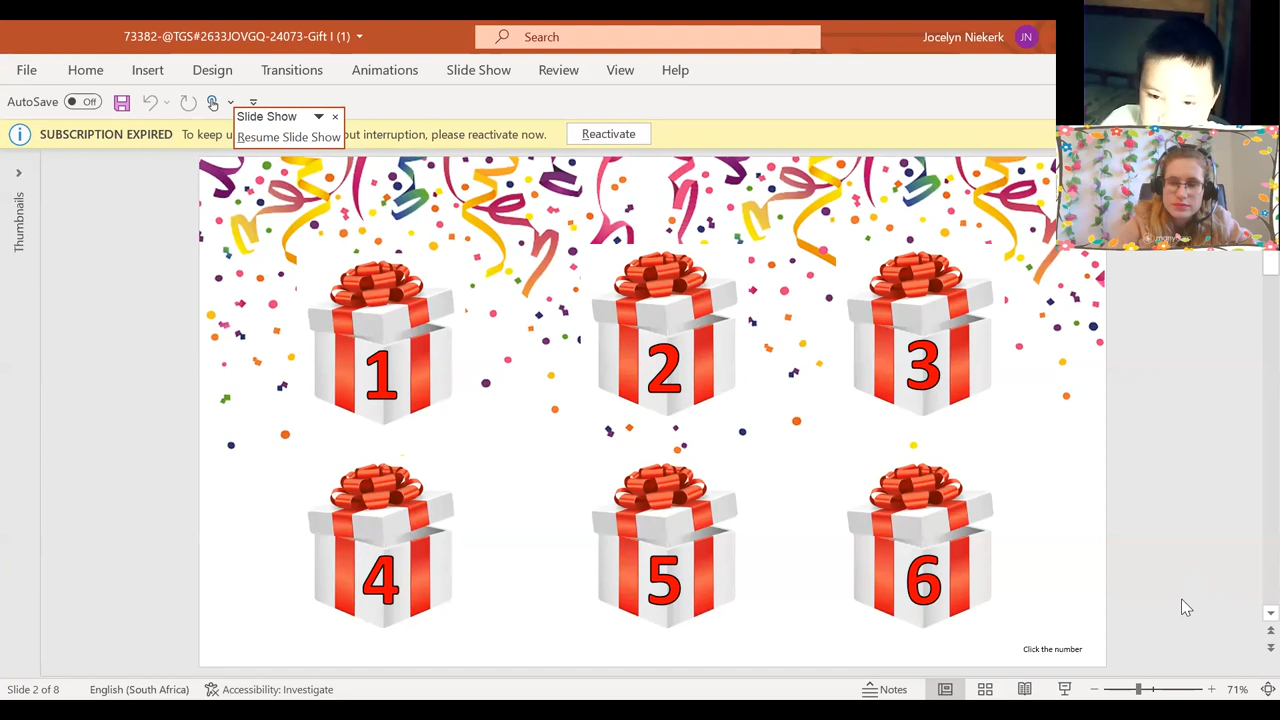 73382-@TGS#2633JOVGQ-24073-Gift I (1)
Search
Jocelyn Niekerk
JN
File Home Insert Design Transitions Animations Slide Show Review View Help
AutoSave Off
Slide Show
Resume Slide Show
SUBSCRIPTION EXPIRED To keep u out interruption, please reactivate now. Reactivate
Thumbnails
1 2 3
4 5 6
Click the number
Slide 2 of 8 English (South Africa) Accessibility: Investigate Notes 71%